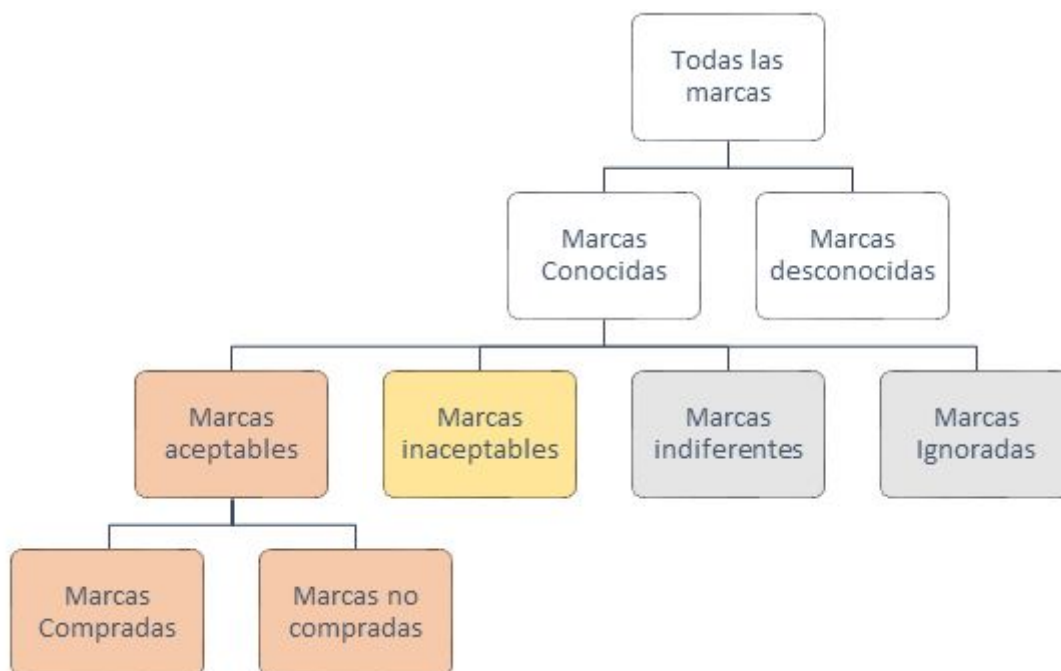 Todas las
marcas
Marcas
Conocidas
Marcas
desconocidas
Marcas
aceptables
Marcas
inaceptables
Marcas
indiferentes
Marcas
Ignoradas
Marcas
Compradas
Marcas no
compradas